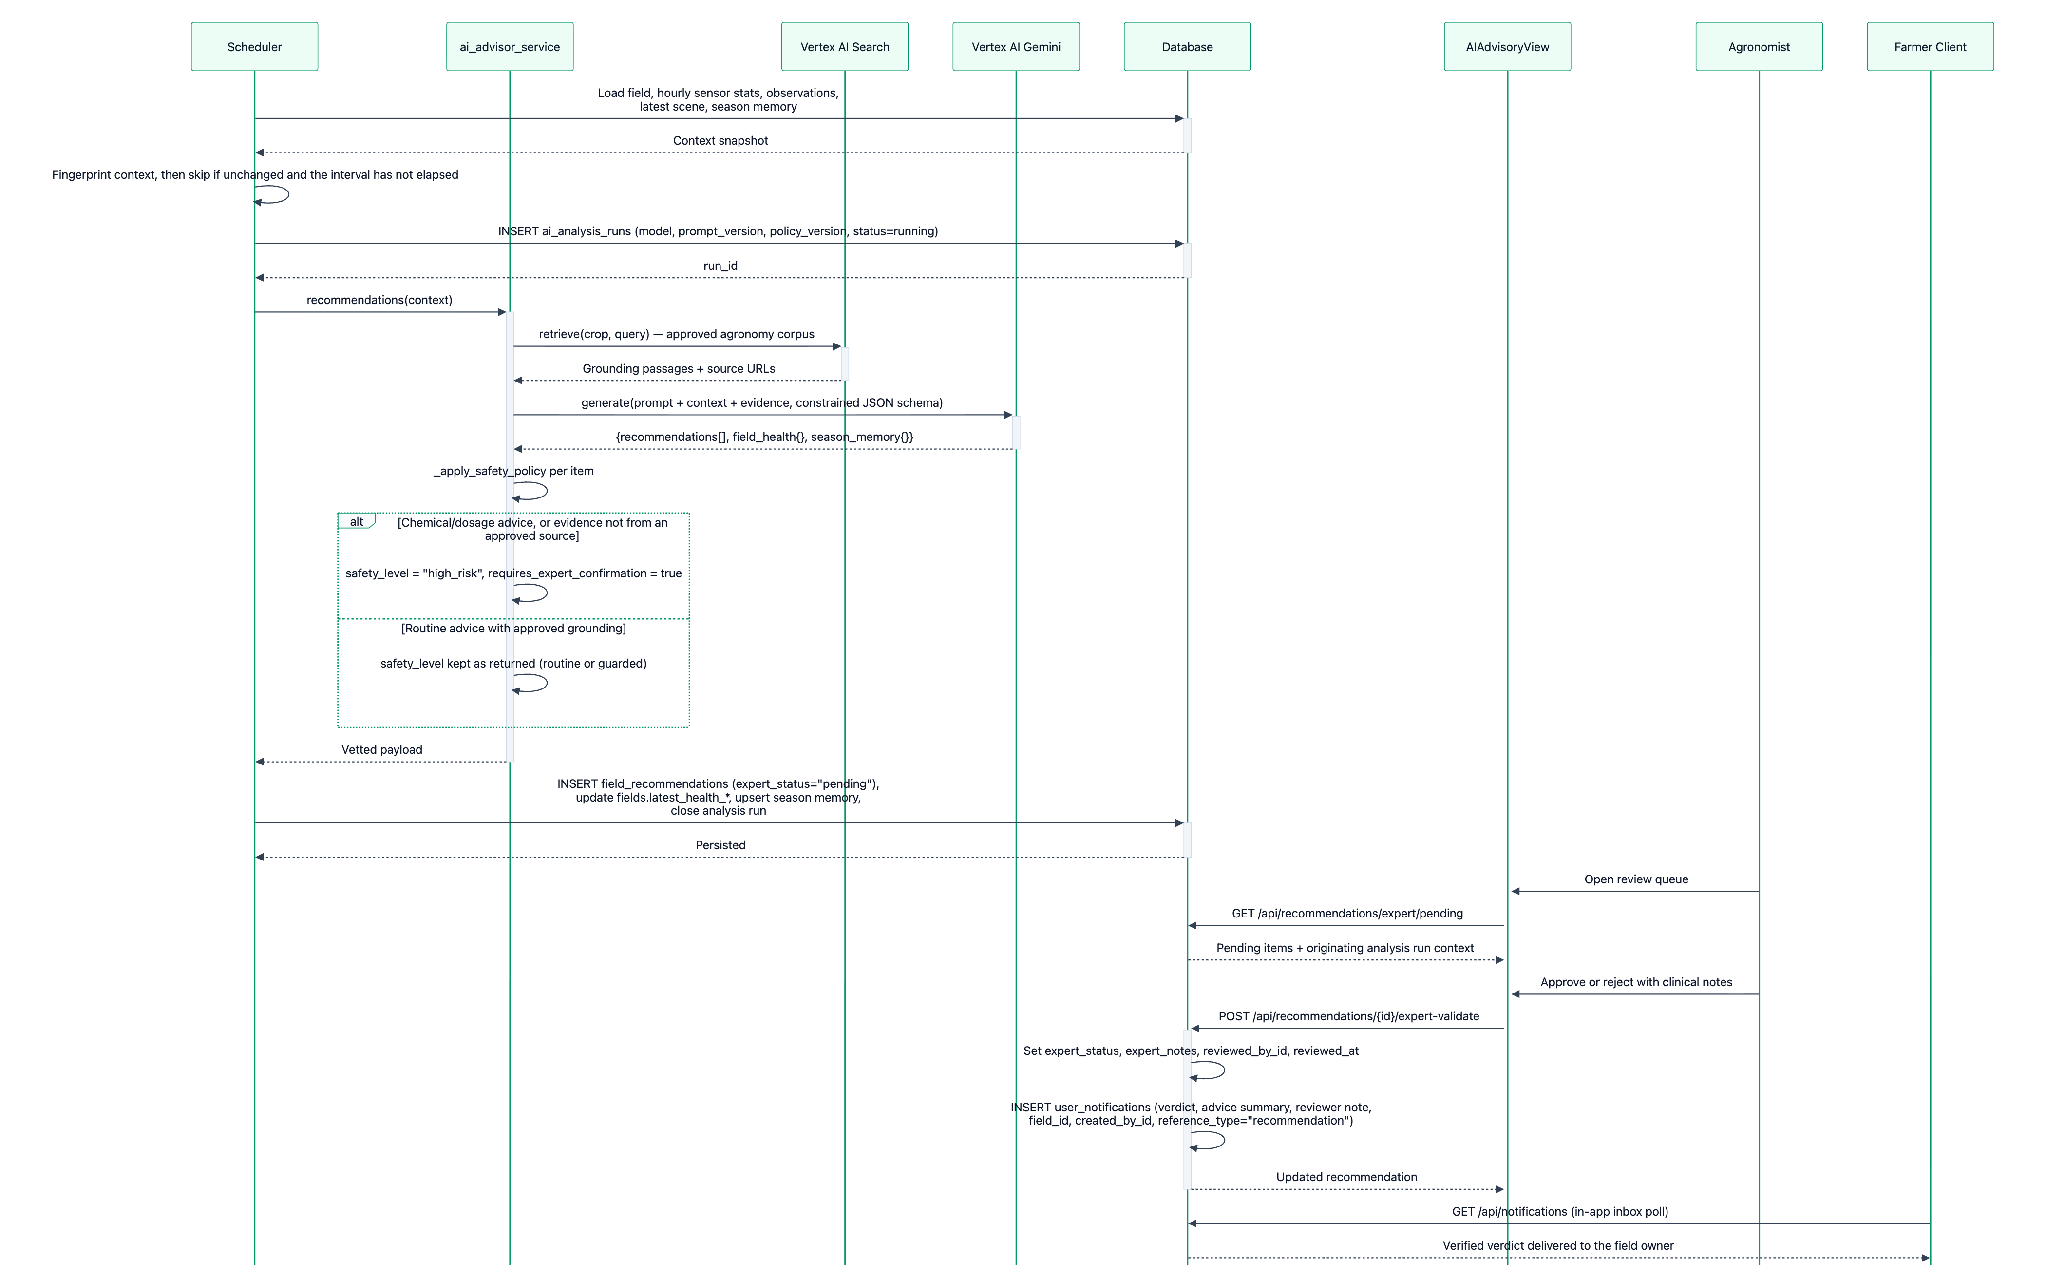 Scheduler
ai_advisor_service
Vertex AI Search
Vertex AI Gemini
Database
AIAdvisoryView
Agronomist
Farmer Client
Load field, hourly sensor stats, observations,
latest scene, season memory
Context snapshot
Fingerprint context, then skip if unchanged and the interval has not elapsed
INSERT ai_analysis_runs (model, prompt_version, policy_version, status=running)
run_id
recommendations(context)
retrieve(crop, query) — approved agronomy corpus
Grounding passages + source URLs
generate(prompt + context + evidence, constrained JSON schema)
{recommendations[], field_health{}, season_memory{}}
_apply_safety_policy per item
alt
[Chemical/dosage advice, or evidence not from an
approved source]
safety_level = "high_risk", requires_expert_confirmation = true
[Routine advice with approved grounding]
safety_level kept as returned (routine or guarded)
Vetted payload
INSERT field_recommendations (expert_status="pending"),
update fields.latest_health_*, upsert season memory,
close analysis run
Persisted
Open review queue
GET /api/recommendations/expert/pending
Pending items + originating analysis run context
Approve or reject with clinical notes
POST /api/recommendations/{id}/expert-validate
Set expert_status, expert_notes, reviewed_by_id, reviewed_at
INSERT user_notifications (verdict, advice summary, reviewer note,
field_id, created_by_id, reference_type="recommendation")
Updated recommendation
GET /api/notifications (in-app inbox poll)
Verified verdict delivered to the field owner